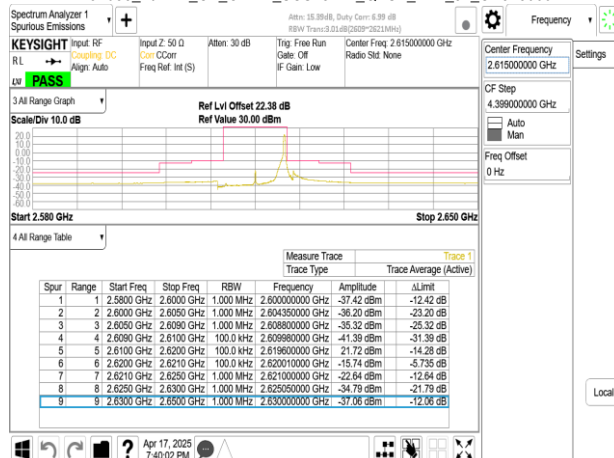 Spectrum Analyzer 1
Spurious Emissions
Attn: 15.39dB, Duty Corr: 6.99 dB
RBW Trans:3.01dB(2609~2621MHz)
Frequency
Settings
KEYSIGHT
RL
LXI
PASS
Input: RF
Coupling: DC
Align: Auto
Input Z: 50 Ω
Corr CCorr
Freq Ref: Int (S)
Atten: 30 dB
Trig: Free Run
Gate: Off
IF Gain: Low
Center Freq: 2.615000000 GHz
Radio Std: None
Center Frequency
2.615000000 GHz
CF Step
4.399000000 GHz
Auto
Man
Freq Offset
0 Hz
Local
3 All Range Graph
Scale/Div 10.0 dB
Ref Lvl Offset 22.38 dB
Ref Value 30.00 dBm
20.0
10.0
0.00
-10.0
-20.0
-30.0
-40.0
-50.0
-60.0
Start 2.580 GHz
Stop 2.650 GHz
4 All Range Table
Measure Trace Trace 1
Trace Type Trace Average (Active)
Spur Range Start Freq Stop Freq RBW Frequency Amplitude ΔLimit
1 1 2.5800 GHz 2.6000 GHz 1.000 MHz 2.600000000 GHz -37.42 dBm -12.42 dB
2 2 2.6000 GHz 2.6050 GHz 1.000 MHz 2.604350000 GHz -36.20 dBm -23.20 dB
3 3 2.6050 GHz 2.6090 GHz 1.000 MHz 2.608800000 GHz -35.32 dBm -25.32 dB
4 4 2.6090 GHz 2.6100 GHz 100.0 kHz 2.609980000 GHz -41.39 dBm -31.39 dB
5 5 2.6100 GHz 2.6200 GHz 100.0 kHz 2.619600000 GHz 21.72 dBm -14.28 dB
6 6 2.6200 GHz 2.6210 GHz 100.0 kHz 2.620010000 GHz -15.74 dBm -5.735 dB
7 7 2.6210 GHz 2.6250 GHz 1.000 MHz 2.621000000 GHz -22.64 dBm -12.64 dB
8 8 2.6250 GHz 2.6300 GHz 1.000 MHz 2.625050000 GHz -34.79 dBm -21.79 dB
9 9 2.6300 GHz 2.6500 GHz 1.000 MHz 2.630000000 GHz -37.06 dBm -12.06 dB
Apr 17, 2025
7:40:02 PM